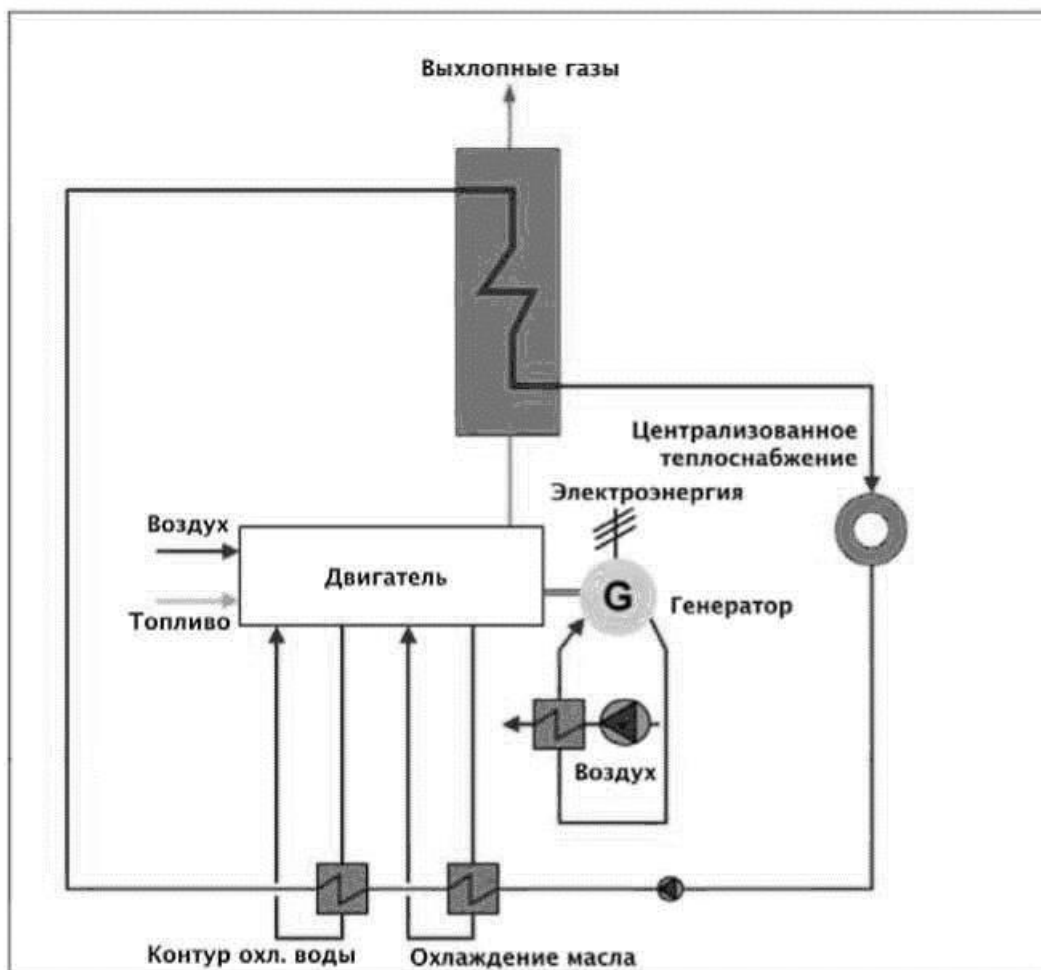 Выхлопные газы
Централизованное
теплоснабжение
Электроэнергия
Воздух
Двигатель
G
Генератор
Топливо
Воздух
Контур охл. воды
Охлаждение масла